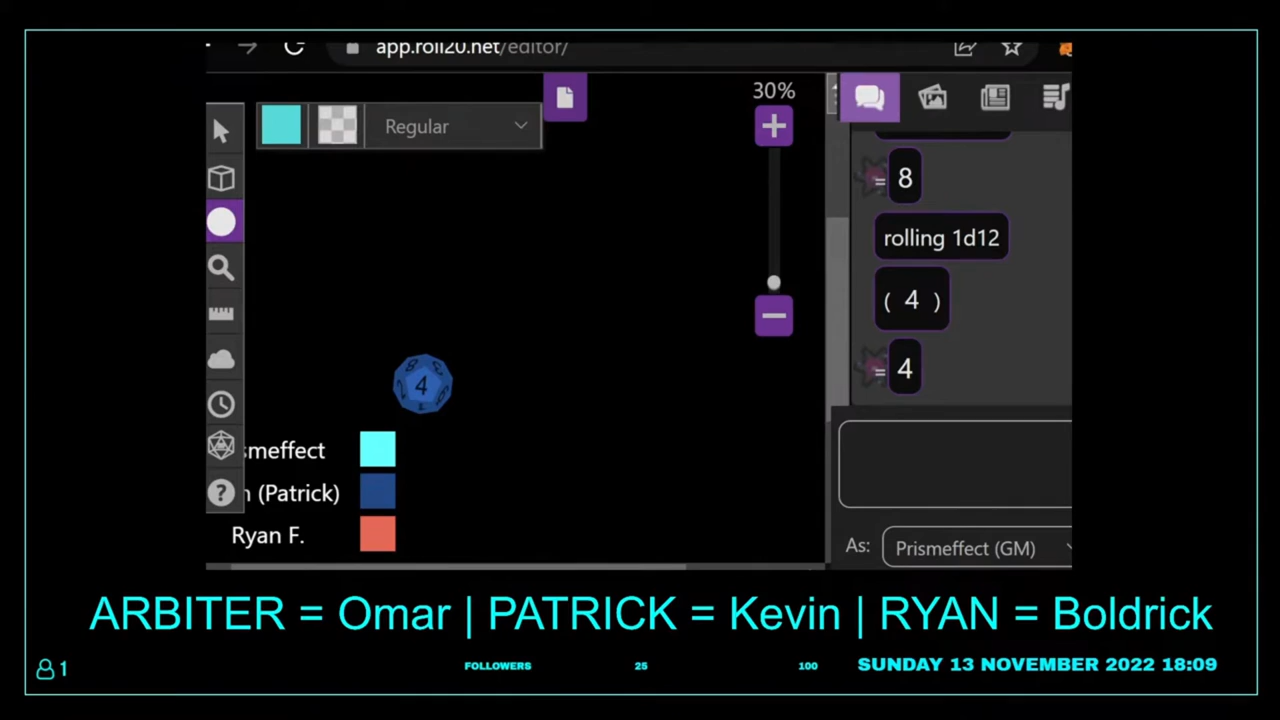 app.roll20.net/editor/
30%
Regular
= 8
rolling 1d12
( 4 )
= 4
4
smeffect
(Patrick)
Ryan F.
As: Prismeffect (GM)
ARBITER = Omar | PATRICK = Kevin | RYAN = Boldrick
1
FOLLOWERS 25 100 SUNDAY 13 NOVEMBER 2022 18:09